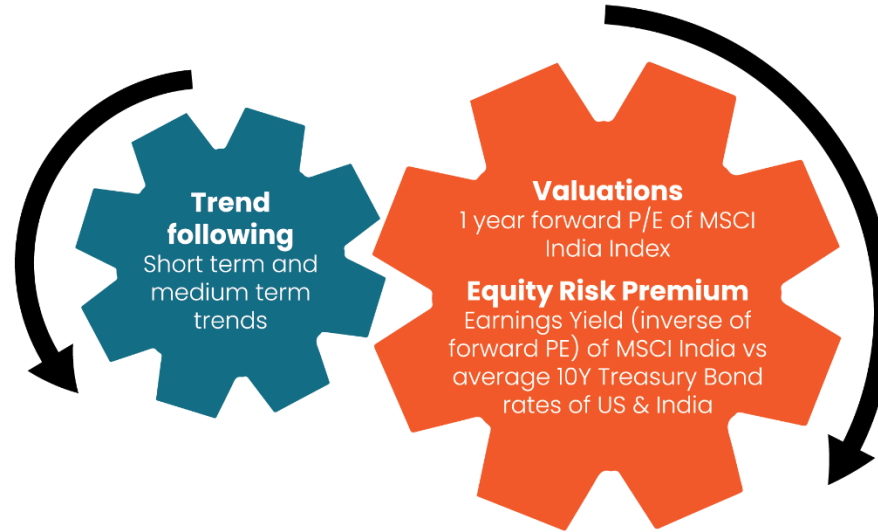 Trend
following
Short term and
medium term
trends
Valuations
1 year forward P/E of MSCI
India Index
Equity Risk Premium
Earnings Yield (inverse of
forward PE) of MSCI India vs
average 10Y Treasury Bond
rates of US & India